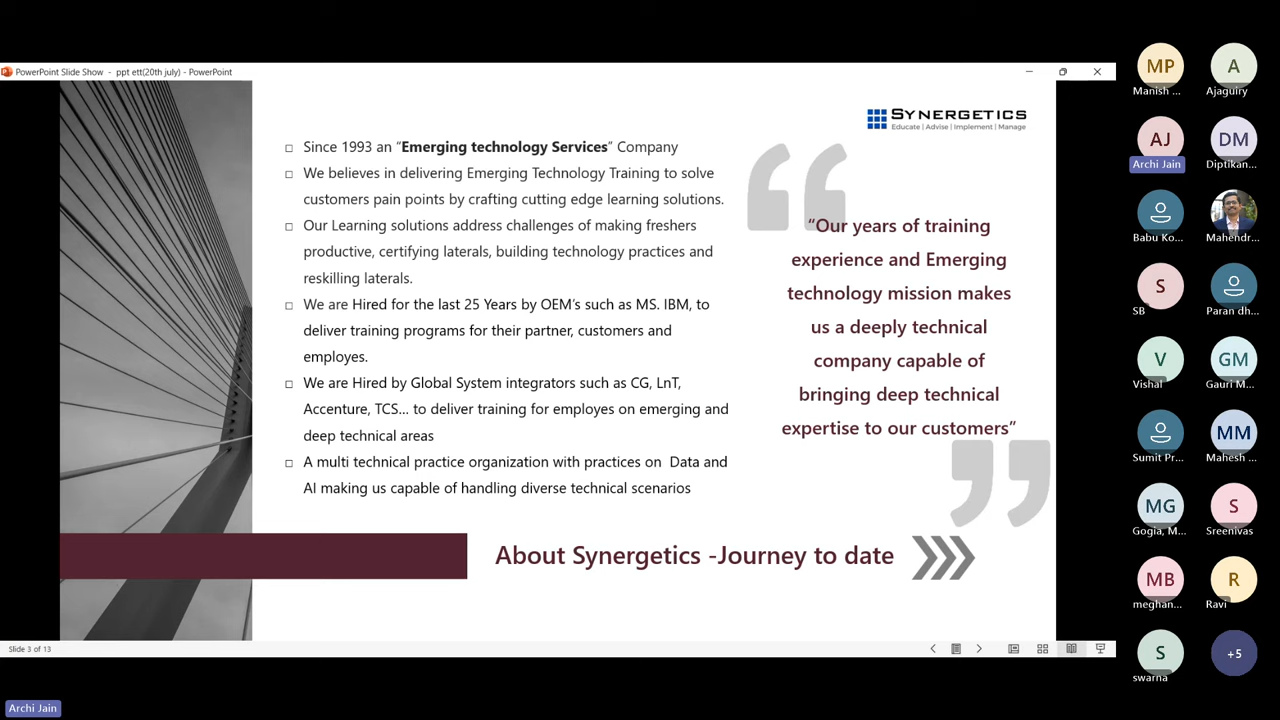 PowerPoint Slide Show - ppt ett(20th july) - PowerPoint
SYNERGETICS
Educate | Advise | Implement | Manage
□ Since 1993 an “Emerging technology Services” Company
□ We believes in delivering Emerging Technology Training to solve
customers pain points by crafting cutting edge learning solutions.
□ Our Learning solutions address challenges of making freshers
productive, certifying laterals, building technology practices and
reskilling laterals.
□ We are Hired for the last 25 Years by OEM’s such as MS. IBM, to
deliver training programs for their partner, customers and
employes.
□ We are Hired by Global System integrators such as CG, LnT,
Accenture, TCS... to deliver training for employes on emerging and
deep technical areas
□ A multi technical practice organization with practices on Data and
AI making us capable of handling diverse technical scenarios
“Our years of training
experience and Emerging
technology mission makes
us a deeply technical
company capable of
bringing deep technical
expertise to our customers”
About Synergetics -Journey to date
Slide 3 of 13
MP
Manish ...
A
Ajaguiry
AJ
Archi Jain
DM
Diptikan...
Babu Ko...
Mahendr...
S
SB
Paran dh...
V
Vishal
GM
Gauri M...
Sumit Pr...
MM
Mahesh ...
MG
Gogia, M...
S
Sreenivas
MB
meghan...
R
Ravi
S
swarna
+5
Archi Jain